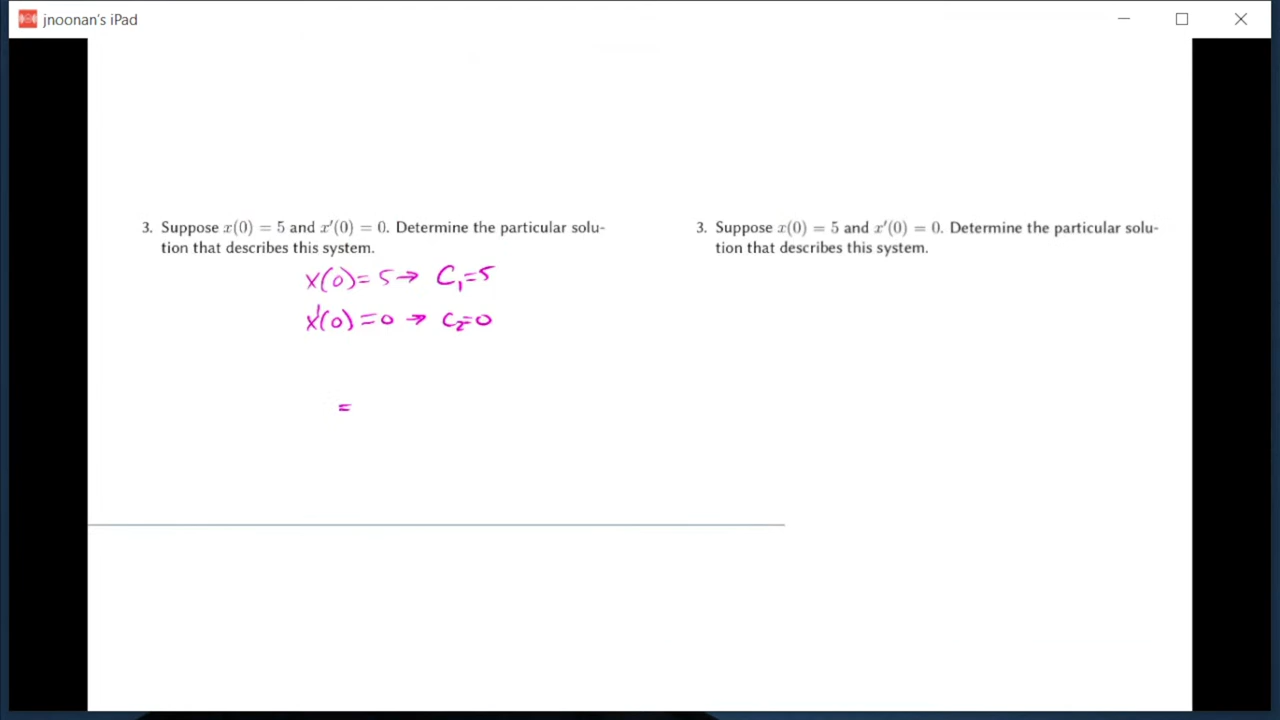 jnoonan's iPad
3. Suppose x(0) = 5 and x′(0) = 0. Determine the particular solu-
tion that describes this system.
x(0) = 5 → C₁ = 5
x'(0) = 0 → C₂ = 0
=
3. Suppose x(0) = 5 and x′(0) = 0. Determine the particular solu-
tion that describes this system.